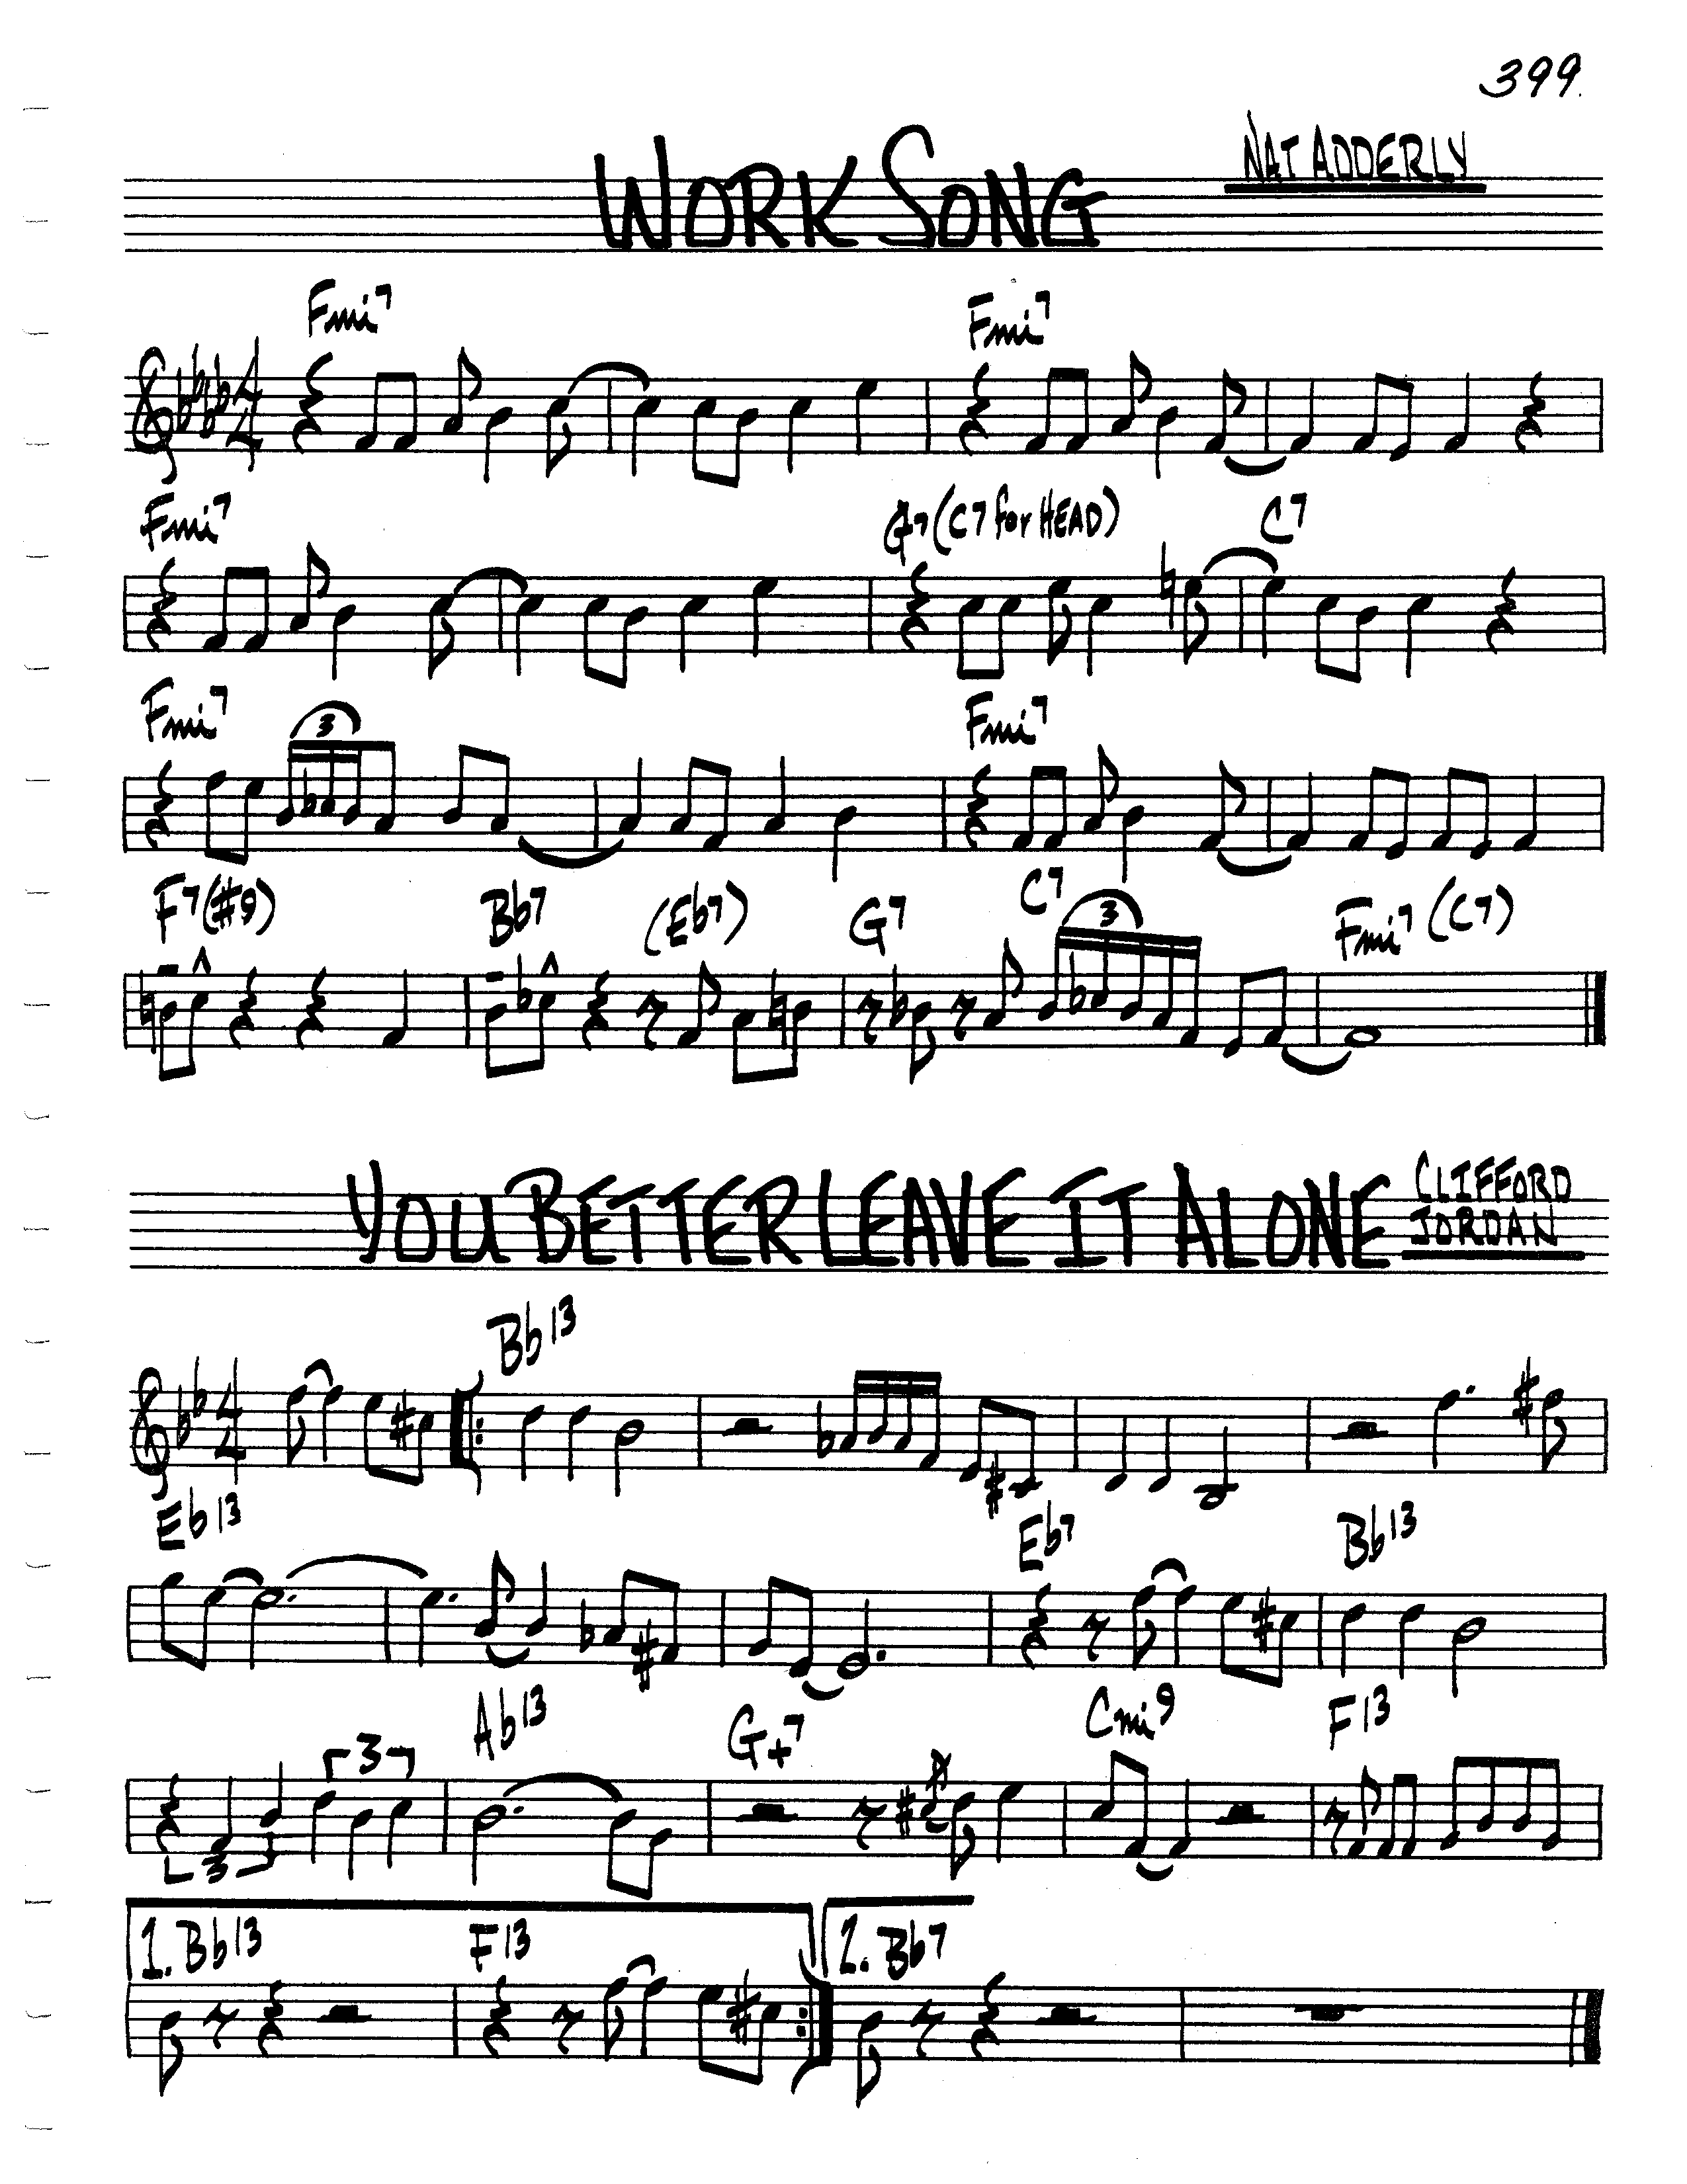 399.
WORK SONG
NAT ADDERLY
Fmi7 Fmi7
Fmi7 G7 (C7 for HEAD) C7
Fmi7 3 Fmi7
F7(#9) Bb7 (Eb7) G7 C7 3 Fmi7 (C7)
YOU BETTER LEAVE IT ALONE
CLIFFORD
JORDAN
Bb13
Eb13 Eb7 Bb13
3 3 Ab13 G+7 Cmi9 F13
1. Bb13 F13 2. Bb7